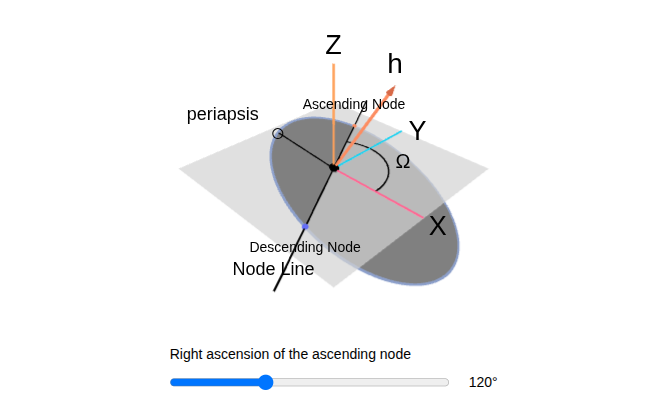 Z
h
Ascending Node
periapsis
Y
Ω
X
Descending Node
Node Line
Right ascension of the ascending node
120°